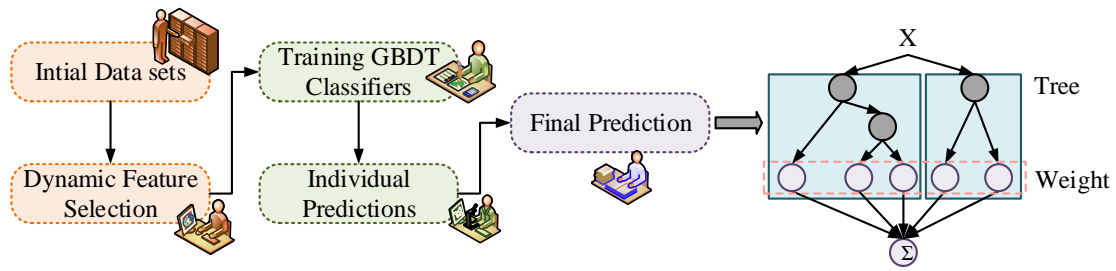 Intial Data sets
Dynamic Feature
Selection
Training GBDT
Classifiers
Individual
Predictions
Final Prediction
X
Tree
Weight
Σ